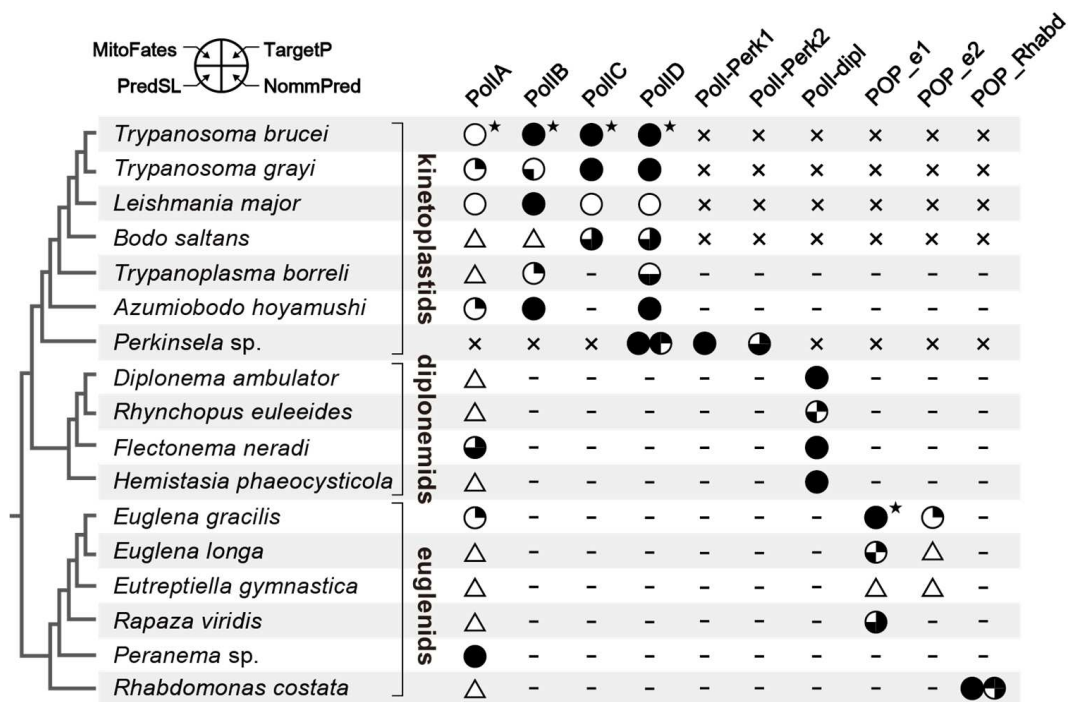 MitoFates TargetP
PredSL NommPred
PolIA PolIB PolIC PolID PolI-Perk1 PolI-Perk2 PolI-dipl POP_e1 POP_e2 POP_Rhabd
Trypanosoma brucei ★ ★ ★ ★ × × × × × ×
Trypanosoma grayi × × × × × ×
Leishmania major × × × × × ×
Bodo saltans × × × × × ×
Trypanoplasma borreli – – – – – – –
Azumiobodo hoyamushi – – – – – – –
Perkinsela sp. × × × × × × ×
kinetoplastids
Diplonema ambulator – – – – – – – –
Rhynchopus euleeides – – – – – – – –
Flectonema neradi – – – – – – – –
Hemistasia phaeocysticola – – – – – – – –
diplonemids
Euglena gracilis – – – – – – ★ –
Euglena longa – – – – – – –
Eutreptiella gymnastica – – – – – – –
Rapaza viridis – – – – – – – –
Peranema sp. – – – – – – – – –
Rhabdomonas costata – – – – – – – –
euglenids